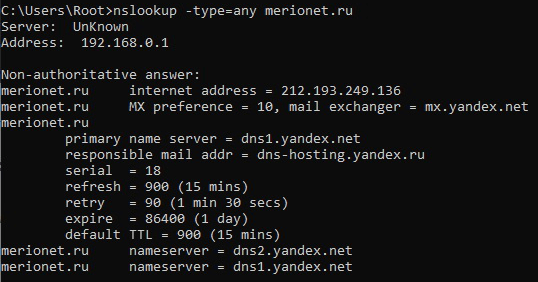 C:\Users\Root>nslookup -type=any merionet.ru
Server:  UnKnown
Address:  192.168.0.1

Non-authoritative answer:
merionet.ru     internet address = 212.193.249.136
merionet.ru     MX preference = 10, mail exchanger = mx.yandex.net
merionet.ru
        primary name server = dns1.yandex.net
        responsible mail addr = dns-hosting.yandex.ru
        serial  = 18
        refresh = 900 (15 mins)
        retry   = 90 (1 min 30 secs)
        expire  = 86400 (1 day)
        default TTL = 900 (15 mins)
merionet.ru     nameserver = dns2.yandex.net
merionet.ru     nameserver = dns1.yandex.net